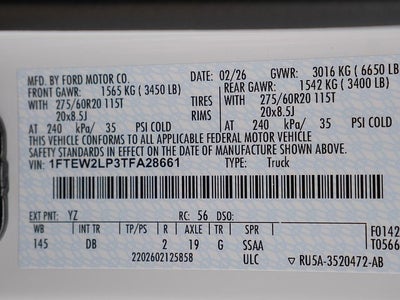 MFD. BY FORD MOTOR CO. DATE: 02/26 GVWR: 3016 KG (6650 LB)
FRONT GAWR: 1565 KG (3450 LB) REAR GAWR: 1542 KG (3400 LB)
WITH 275/60R20 115T TIRES WITH 275/60R20 115T
20x8.5J RIMS 20x8.5J
AT 240 kPa/ 35 PSI COLD AT 240 kPa/ 35 PSI COLD
THIS VEHICLE CONFORMS TO ALL APPLICABLE FEDERAL MOTOR VEHICLE
SAFETY STANDARDS IN EFFECT ON THE DATE OF MANUFACTURE SHOWN ABOVE.
VIN: 1FTEW2LP3TFA28661 TYPE: Truck
EXT PNT: YZ RC: 56 DSO:
WB INT TR TP/PS R AXLE TR SPR F0142
145 DB 2 19 G SSAA T0566
2202602125858 ULC ▽ RU5A-3520472-AB